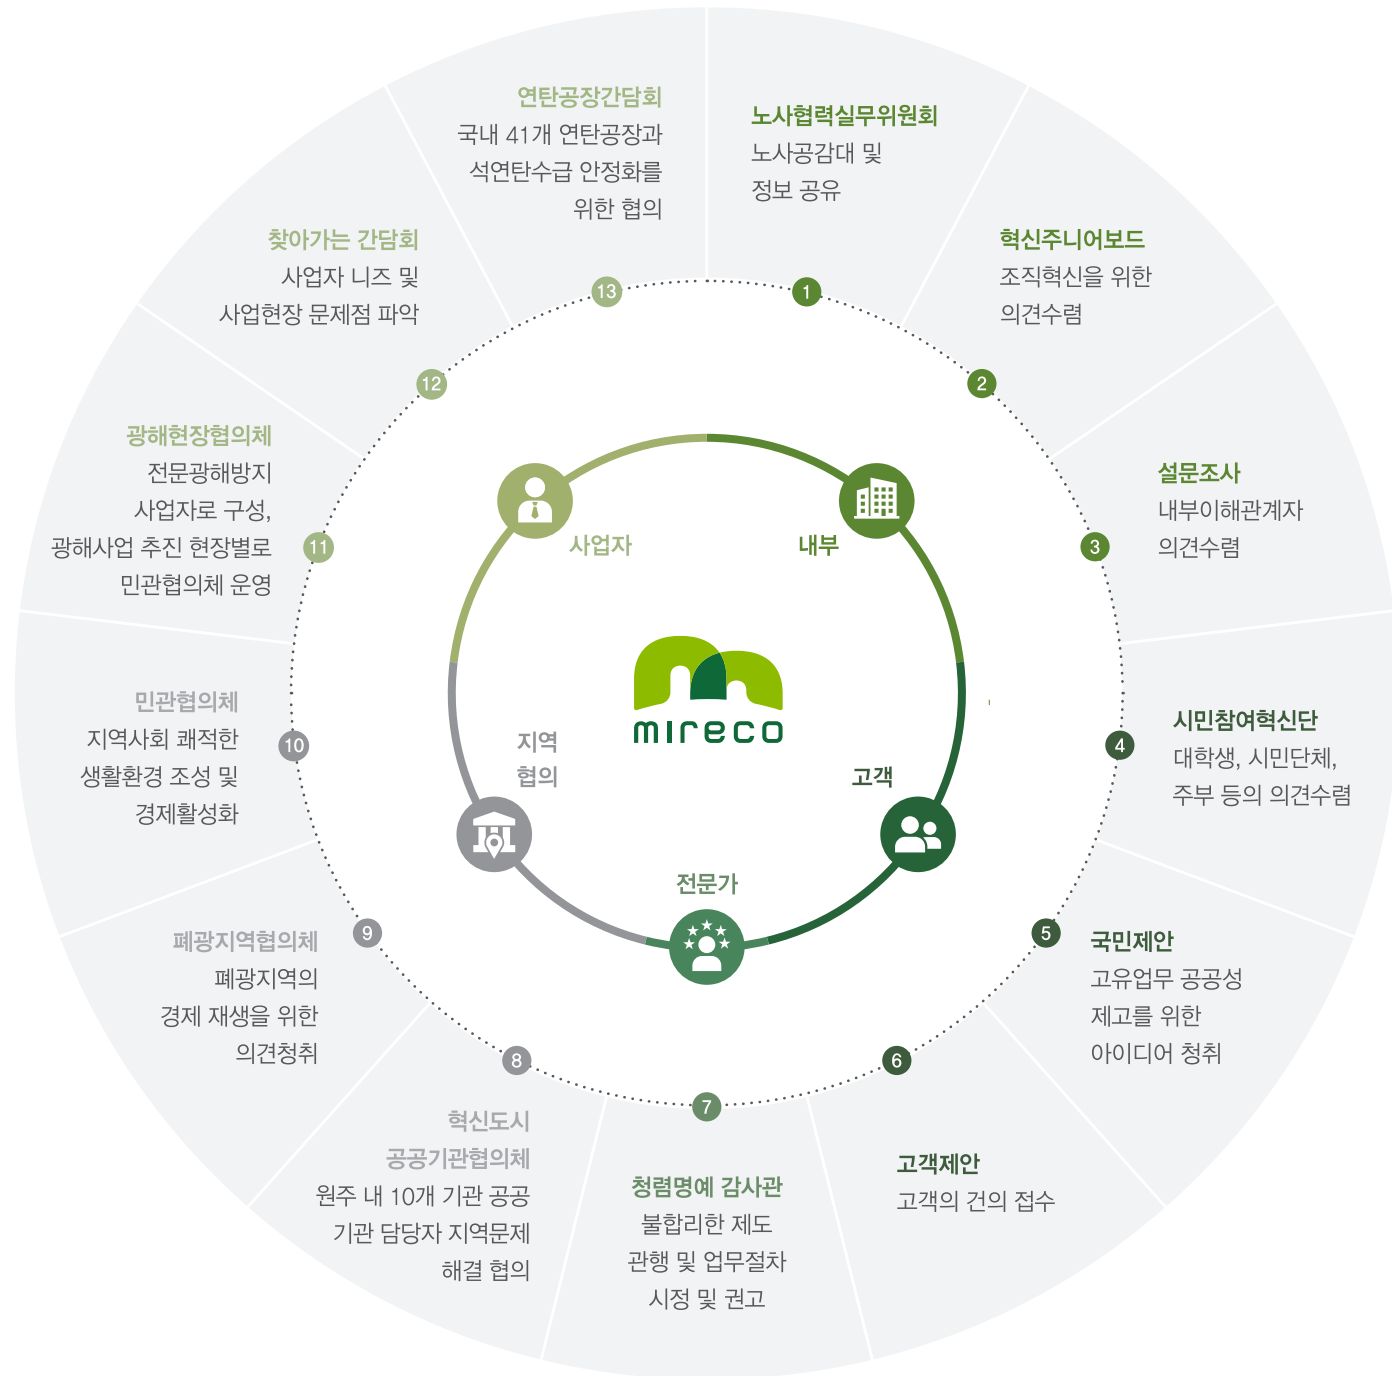 노사협력실무위원회
노사공감대 및
정보 공유
1
혁신주니어보드
조직혁신을 위한
의견수렴
2
설문조사
내부이해관계자
의견수렴
3
시민참여혁신단
대학생, 시민단체,
주부 등의 의견수렴
4
국민제안
고유업무 공공성
제고를 위한
아이디어 청취
5
고객제안
고객의 건의 접수
6
청렴명예 감사관
불합리한 제도
관행 및 업무절차
시정 및 권고
7
혁신도시
공공기관협의체
원주 내 10개 기관 공공
기관 담당자 지역문제
해결 협의
8
폐광지역협의체
폐광지역의
경제 재생을 위한
의견청취
9
민관협의체
지역사회 쾌적한
생활환경 조성 및
경제활성화
10
광해현장협의체
전문광해방지
사업자로 구성,
광해사업 추진 현장별로
민관협의체 운영
11
찾아가는 간담회
사업자 니즈 및
사업현장 문제점 파악
12
연탄공장간담회
국내 41개 연탄공장과
석연탄수급 안정화를
위한 협의
13
사업자
내부
mireco
지역
협의
고객
전문가